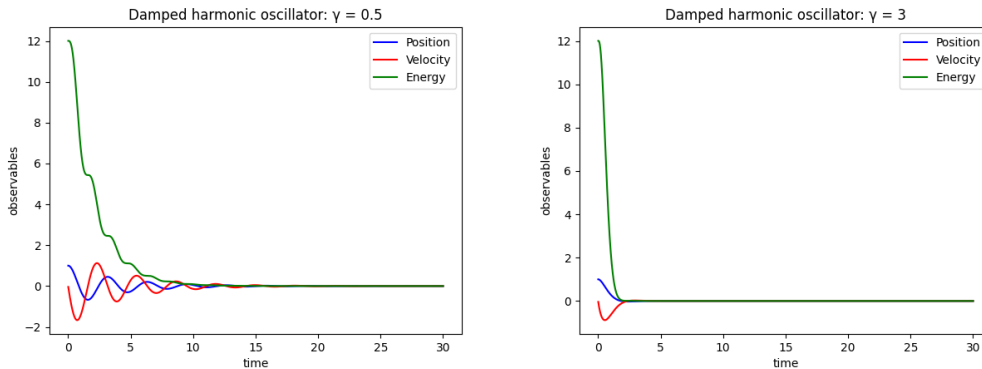 Damped harmonic oscillator: γ = 0.5
12
10
8
6
4
2
0
−2
observables
0
5
10
15
20
25
30
time
Position
Velocity
Energy
Damped harmonic oscillator: γ = 3
12
10
8
6
4
2
0
observables
0
5
10
15
20
25
30
time
Position
Velocity
Energy